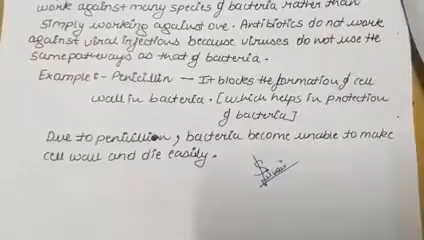 work against many species of bacteria rather than
simply working against one. Antibiotics do not work
against viral infections because viruses do not use the
same pathways as that of bacteria.
Example :- Penicillin — It blocks the formation of cell
wall in bacteria. [which helps in protection
of bacteria]
Due to penicillion, bacteria become unable to make
cell wall and die easily.